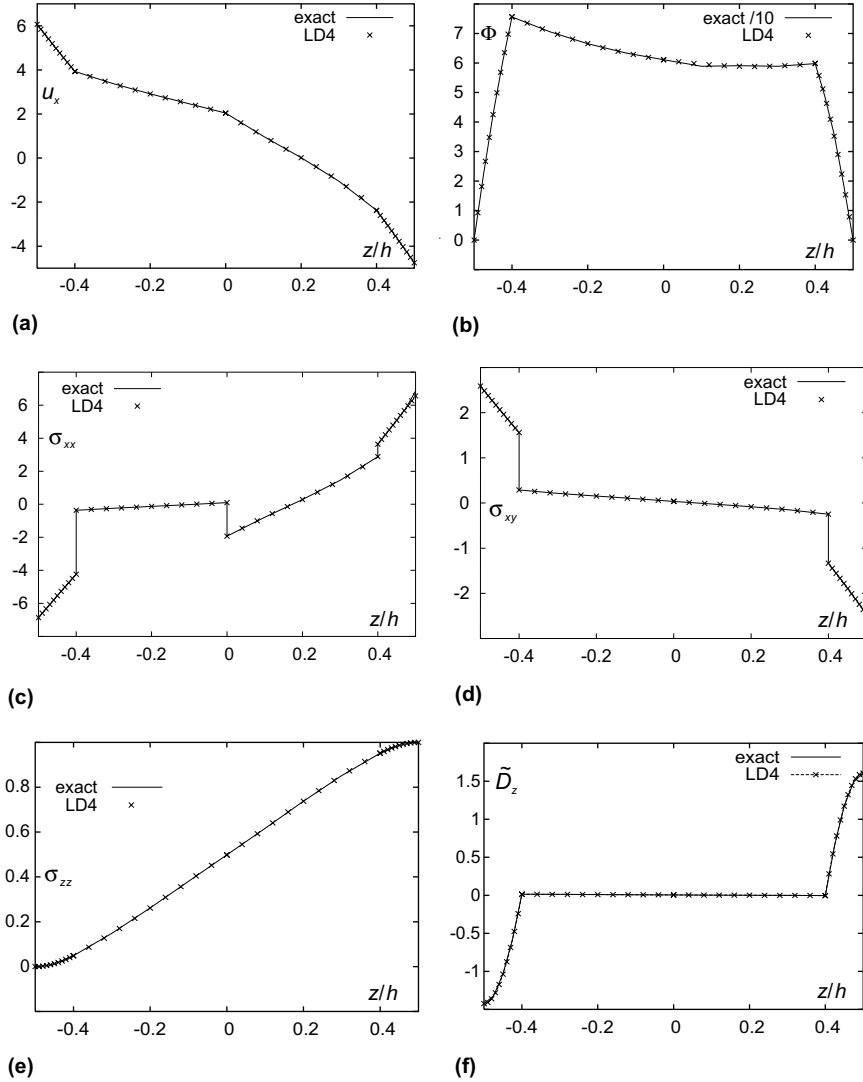 exact
LD4
u_x
6
4
2
0
-2
-4
z/h
-0.4 -0.2 0 0.2 0.4
(a)
exact /10
LD4
Φ
7
6
5
4
3
2
1
0
z/h
-0.4 -0.2 0 0.2 0.4
(b)
exact
LD4
σ_xx
6
4
2
0
-2
-4
-6
z/h
-0.4 -0.2 0 0.2 0.4
(c)
exact
LD4
σ_xy
2
1
0
-1
-2
z/h
-0.4 -0.2 0 0.2 0.4
(d)
exact
LD4
σ_zz
0.8
0.6
0.4
0.2
0
z/h
-0.4 -0.2 0 0.2 0.4
(e)
exact
LD4
D̃_z
1.5
1
0.5
0
-0.5
-1
z/h
-0.4 -0.2 0 0.2 0.4
(f)